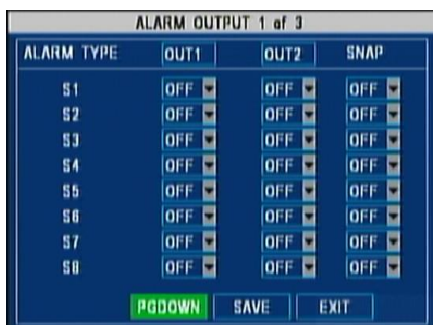 ALARM OUTPUT 1 of 3
ALARM TYPE OUT1 OUT2 SNAP
S1 OFF OFF OFF
S2 OFF OFF OFF
S3 OFF OFF OFF
S4 OFF OFF OFF
S5 OFF OFF OFF
S6 OFF OFF OFF
S7 OFF OFF OFF
S8 OFF OFF OFF
PGDOWN SAVE EXIT